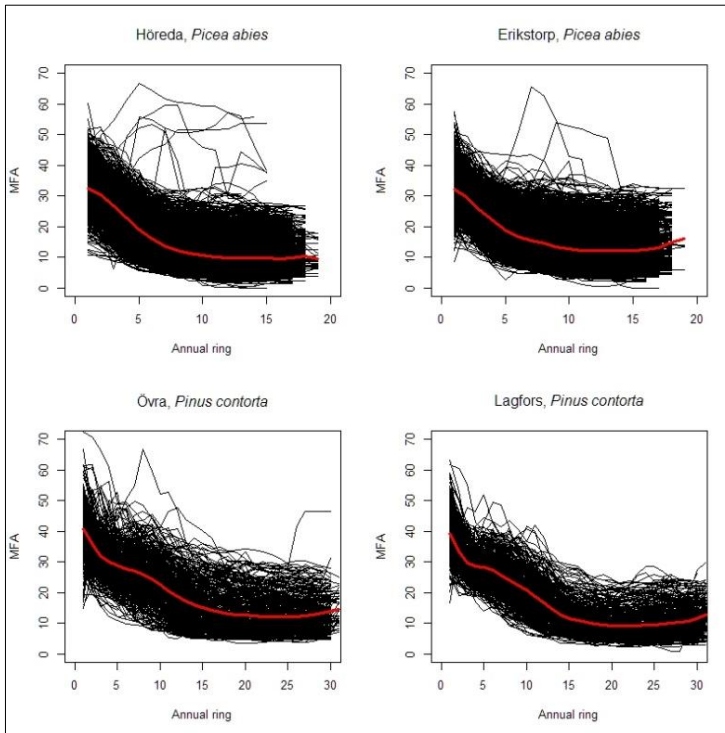 Höreda, Picea abies
MFA
70
60
50
40
30
20
10
0
0 5 10 15 20
Annual ring
Erikstorp, Picea abies
MFA
70
60
50
40
30
20
10
0
0 5 10 15 20
Annual ring
Övra, Pinus contorta
MFA
70
60
50
40
30
20
10
0
0 5 10 15 20 25 30
Annual ring
Lagfors, Pinus contorta
MFA
70
60
50
40
30
20
10
0
0 5 10 15 20 25 30
Annual ring